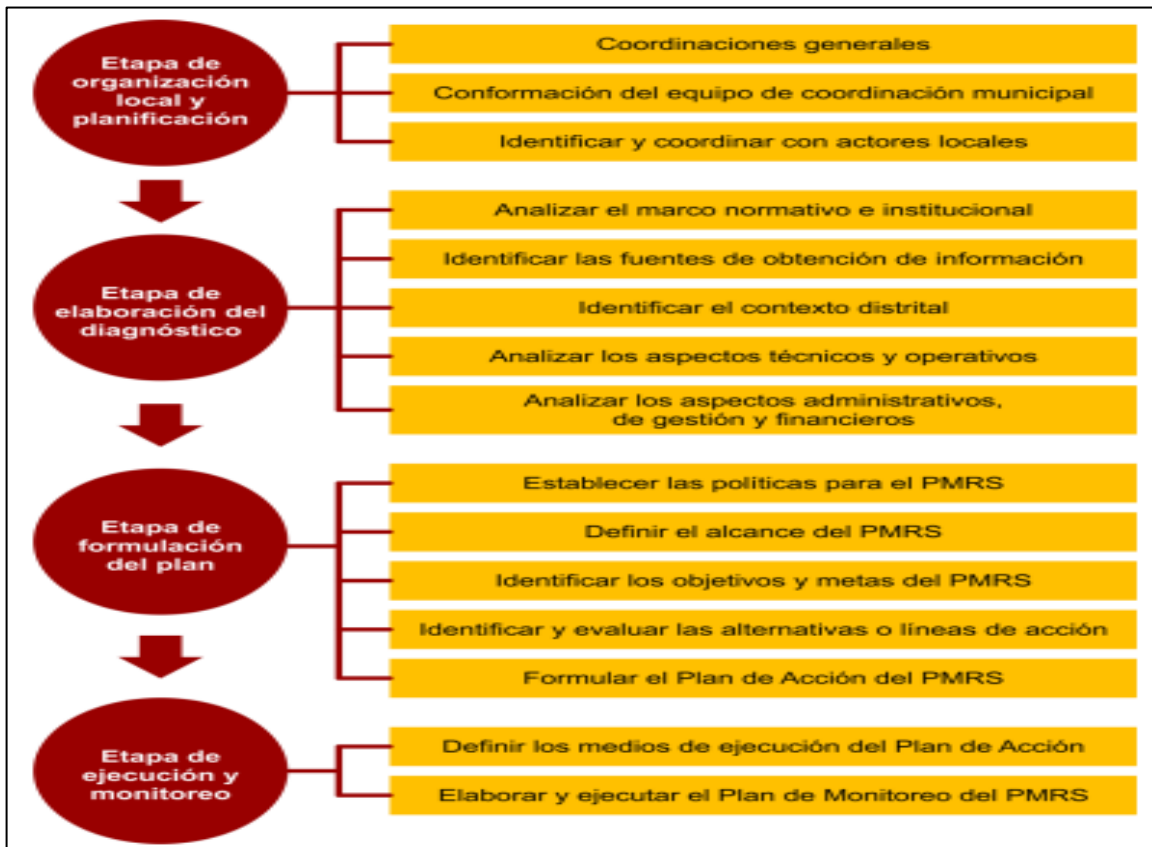 Etapa de
organización
local y
planificación
Coordinaciones generales
Conformación del equipo de coordinación municipal
Identificar y coordinar con actores locales
Etapa de
elaboración del
diagnóstico
Analizar el marco normativo e institucional
Identificar las fuentes de obtención de información
Identificar el contexto distrital
Analizar los aspectos técnicos y operativos
Analizar los aspectos administrativos,
de gestión y financieros
Etapa de
formulación
del plan
Establecer las políticas para el PMRS
Definir el alcance del PMRS
Identificar los objetivos y metas del PMRS
Identificar y evaluar las alternativas o líneas de acción
Formular el Plan de Acción del PMRS
Etapa de
ejecución y
monitoreo
Definir los medios de ejecución del Plan de Acción
Elaborar y ejecutar el Plan de Monitoreo del PMRS